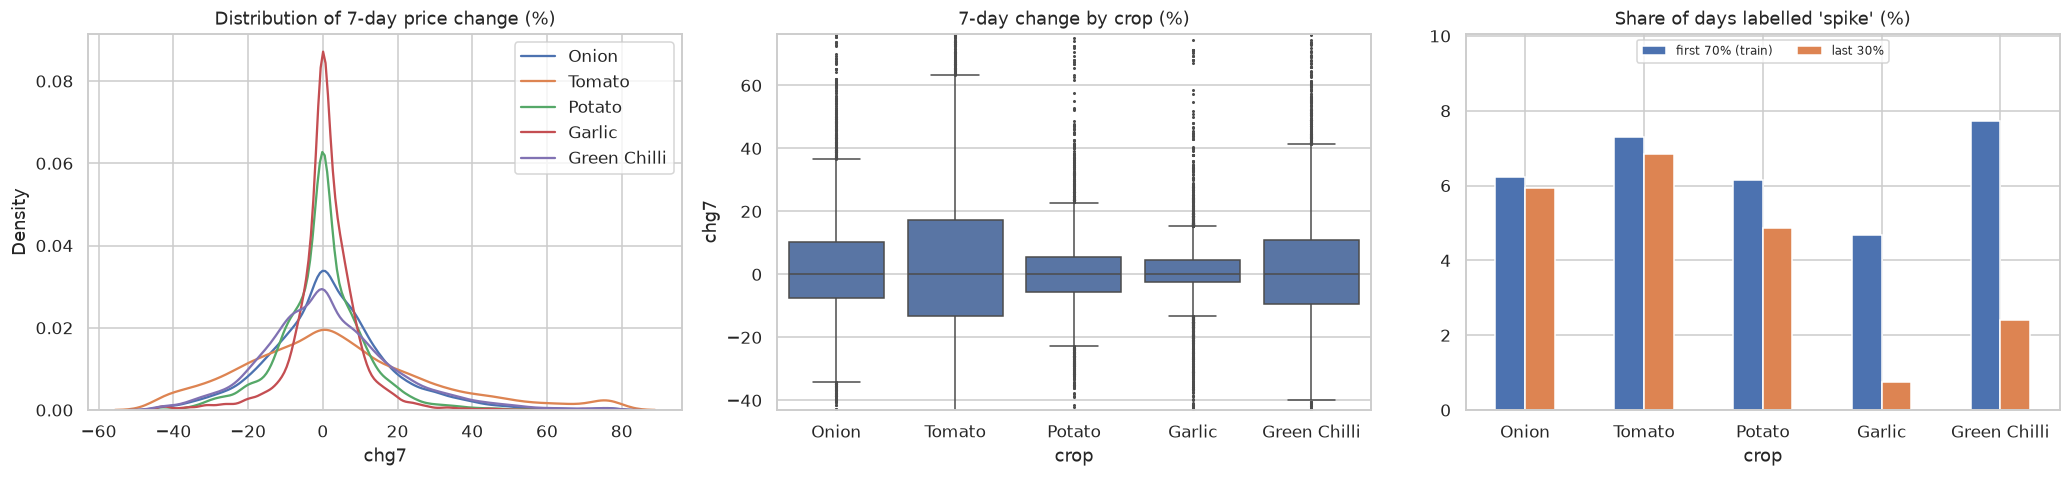 Distribution of 7-day price change (%)
Onion
Tomato
Potato
Garlic
Green Chilli
0.08
0.06
0.04
0.02
0.00
Density
−60 −40 −20 0 20 40 60 80
chg7
7-day change by crop (%)
60
40
20
0
−20
−40
chg7
Onion Tomato Potato Garlic Green Chilli
crop
Share of days labelled 'spike' (%)
first 70% (train) last 30%
10
8
6
4
2
0
Onion Tomato Potato Garlic Green Chilli
crop